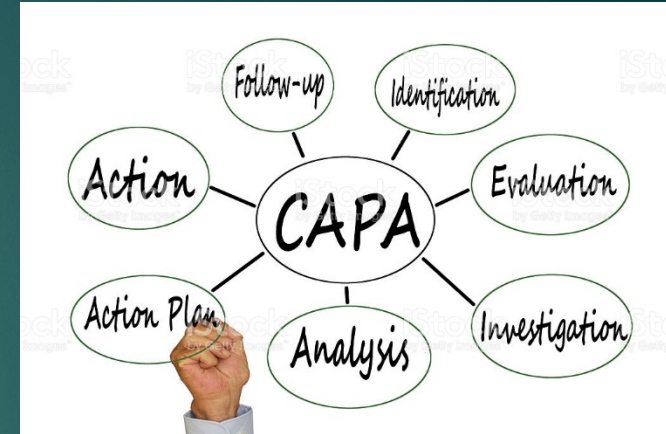 Follow-up
Identification
Action
CAPA
Evaluation
Action Plan
Analysis
Investigation